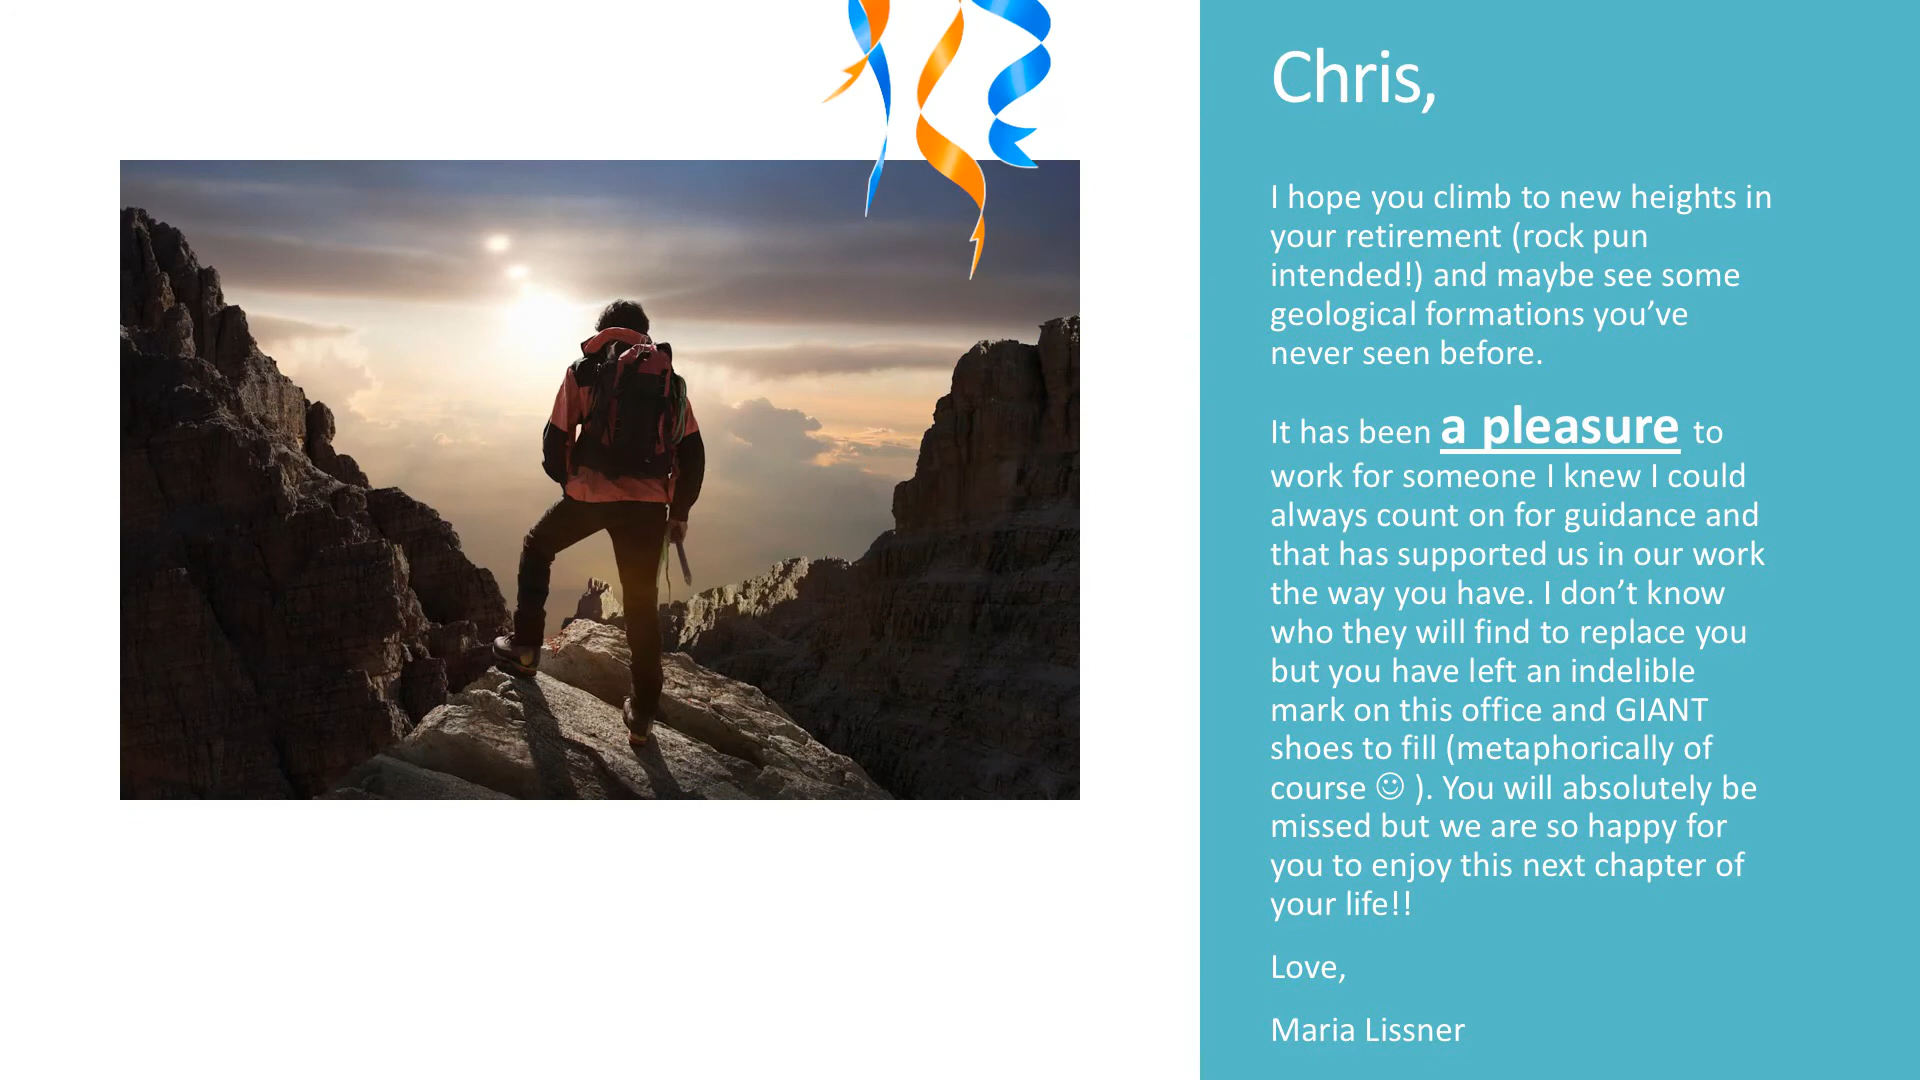 Chris,
I hope you climb to new heights in
your retirement (rock pun
intended!) and maybe see some
geological formations you’ve
never seen before.
It has been a pleasure to
work for someone I knew I could
always count on for guidance and
that has supported us in our work
the way you have. I don’t know
who they will find to replace you
but you have left an indelible
mark on this office and GIANT
shoes to fill (metaphorically of
course ☺ ). You will absolutely be
missed but we are so happy for
you to enjoy this next chapter of
your life!!
Love,
Maria Lissner